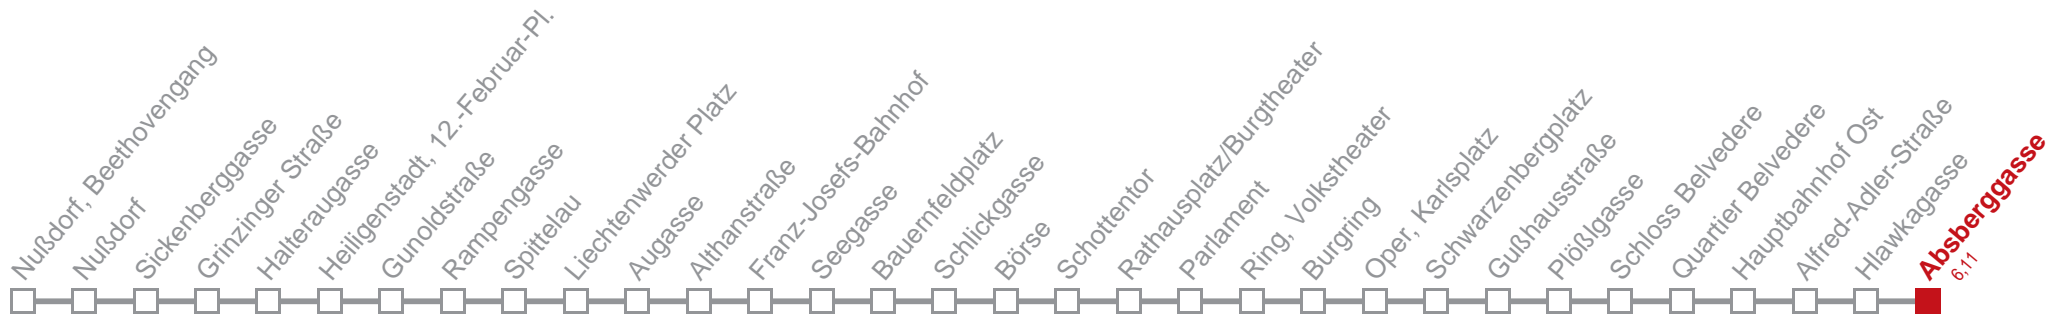 Nußdorf, Beethovengang
Nußdorf
Sickenberggasse
Grinzinger Straße
Halteraugasse
Heiligenstadt, 12.-Februar-Pl.
Gunoldstraße
Rampengasse
Spittelau
Liechtenwerder Platz
Augasse
Althanstraße
Franz-Josefs-Bahnhof
Seegasse
Bauernfeldplatz
Schlickgasse
Börse
Schottentor
Rathausplatz/Burgtheater
Parlament
Ring, Volkstheater
Burgring
Oper, Karlsplatz
Schwarzenbergplatz
Gußhausstraße
Plößlgasse
Schloss Belvedere
Quartier Belvedere
Hauptbahnhof Ost
Alfred-Adler-Straße
Hlawkagasse
Absberggasse
6,11